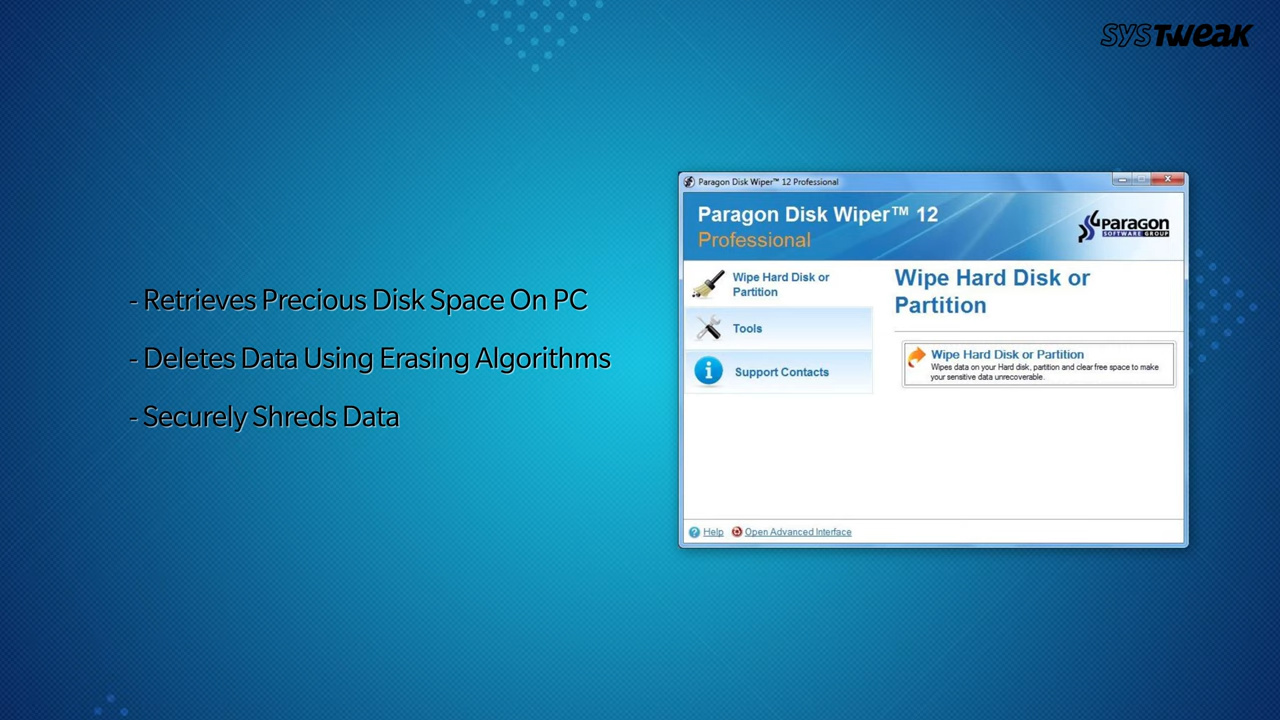 SYSTweak
- Retrieves Precious Disk Space On PC
- Deletes Data Using Erasing Algorithms
- Securely Shreds Data
Paragon Disk Wiper™ 12 Professional
Paragon Disk Wiper™ 12
Professional
Paragon
SOFTWARE GROUP
Wipe Hard Disk or
Partition
Tools
Support Contacts
Wipe Hard Disk or
Partition
Wipe Hard Disk or Partition
Wipes data on your Hard disk, partition and clear free space to make
your sensitive data unrecoverable.
Help
Open Advanced Interface